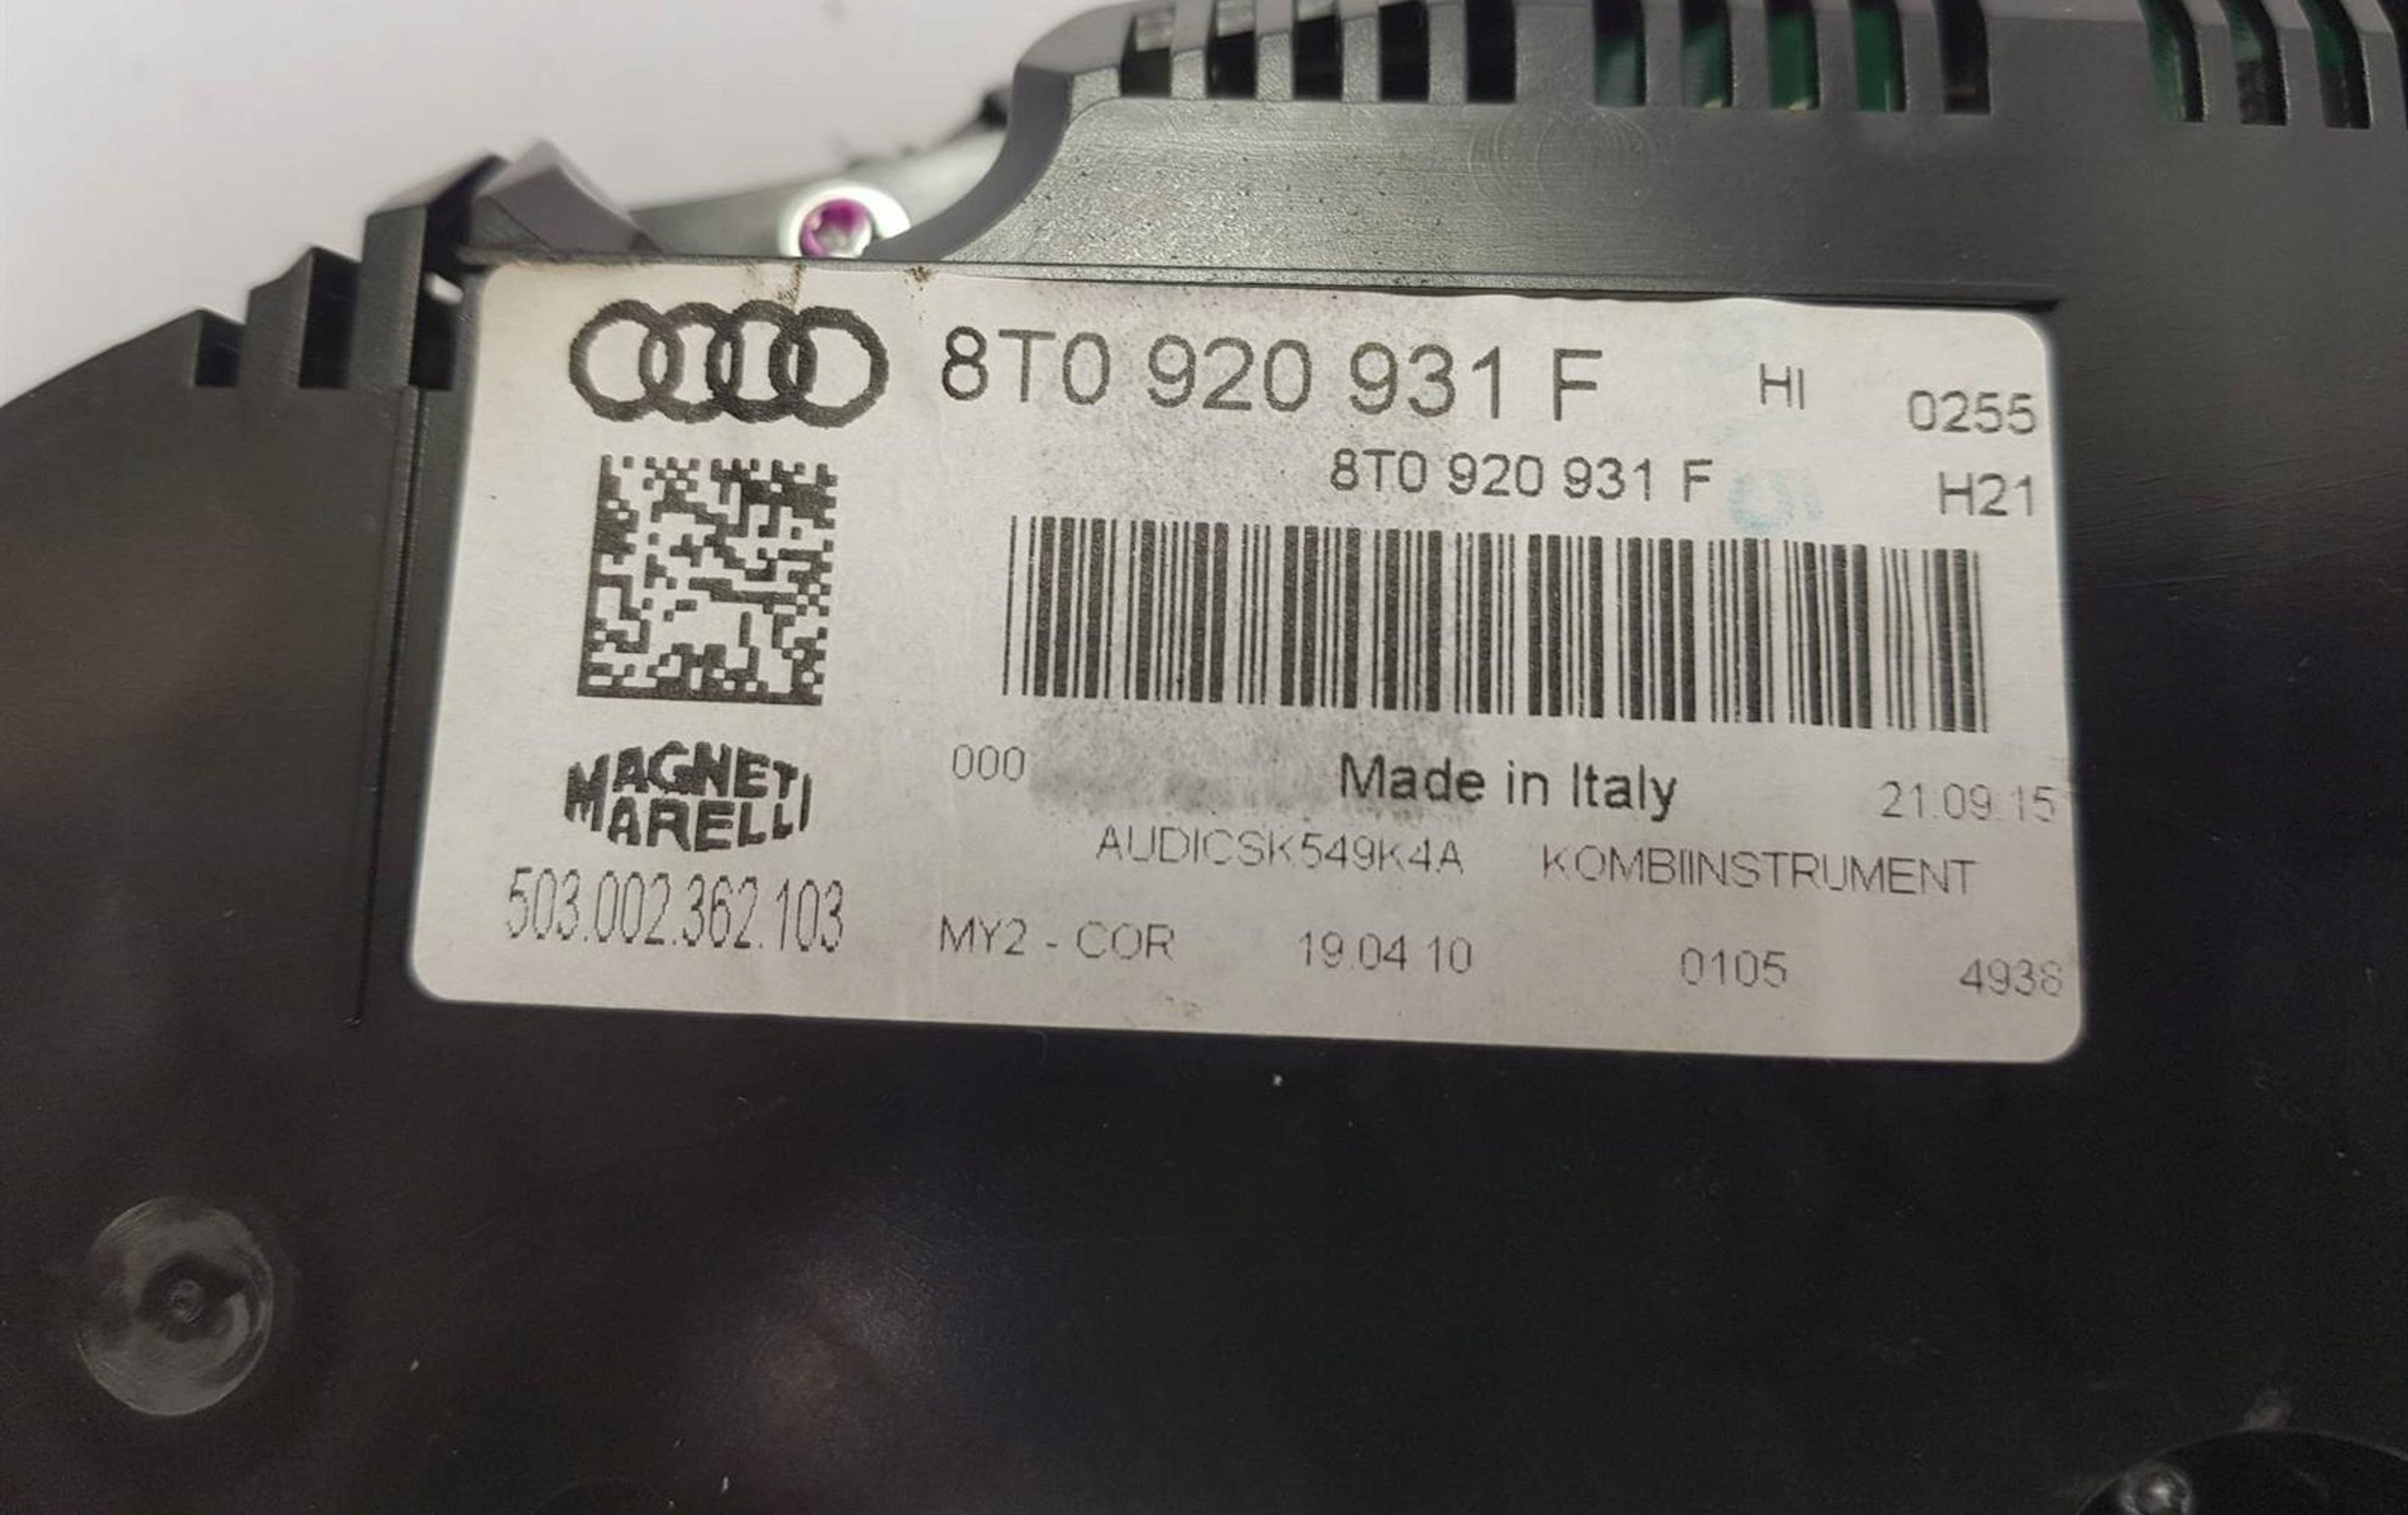 8T0 920 931 F HI 0255
8T0 920 931 F H21
MAGNETI
MARELLI
000 Made in Italy 21.09.15
AUDICSK549K4A KOMBIINSTRUMENT
503.002.362.103
MY2 - COR 19.04.10 0105 4938